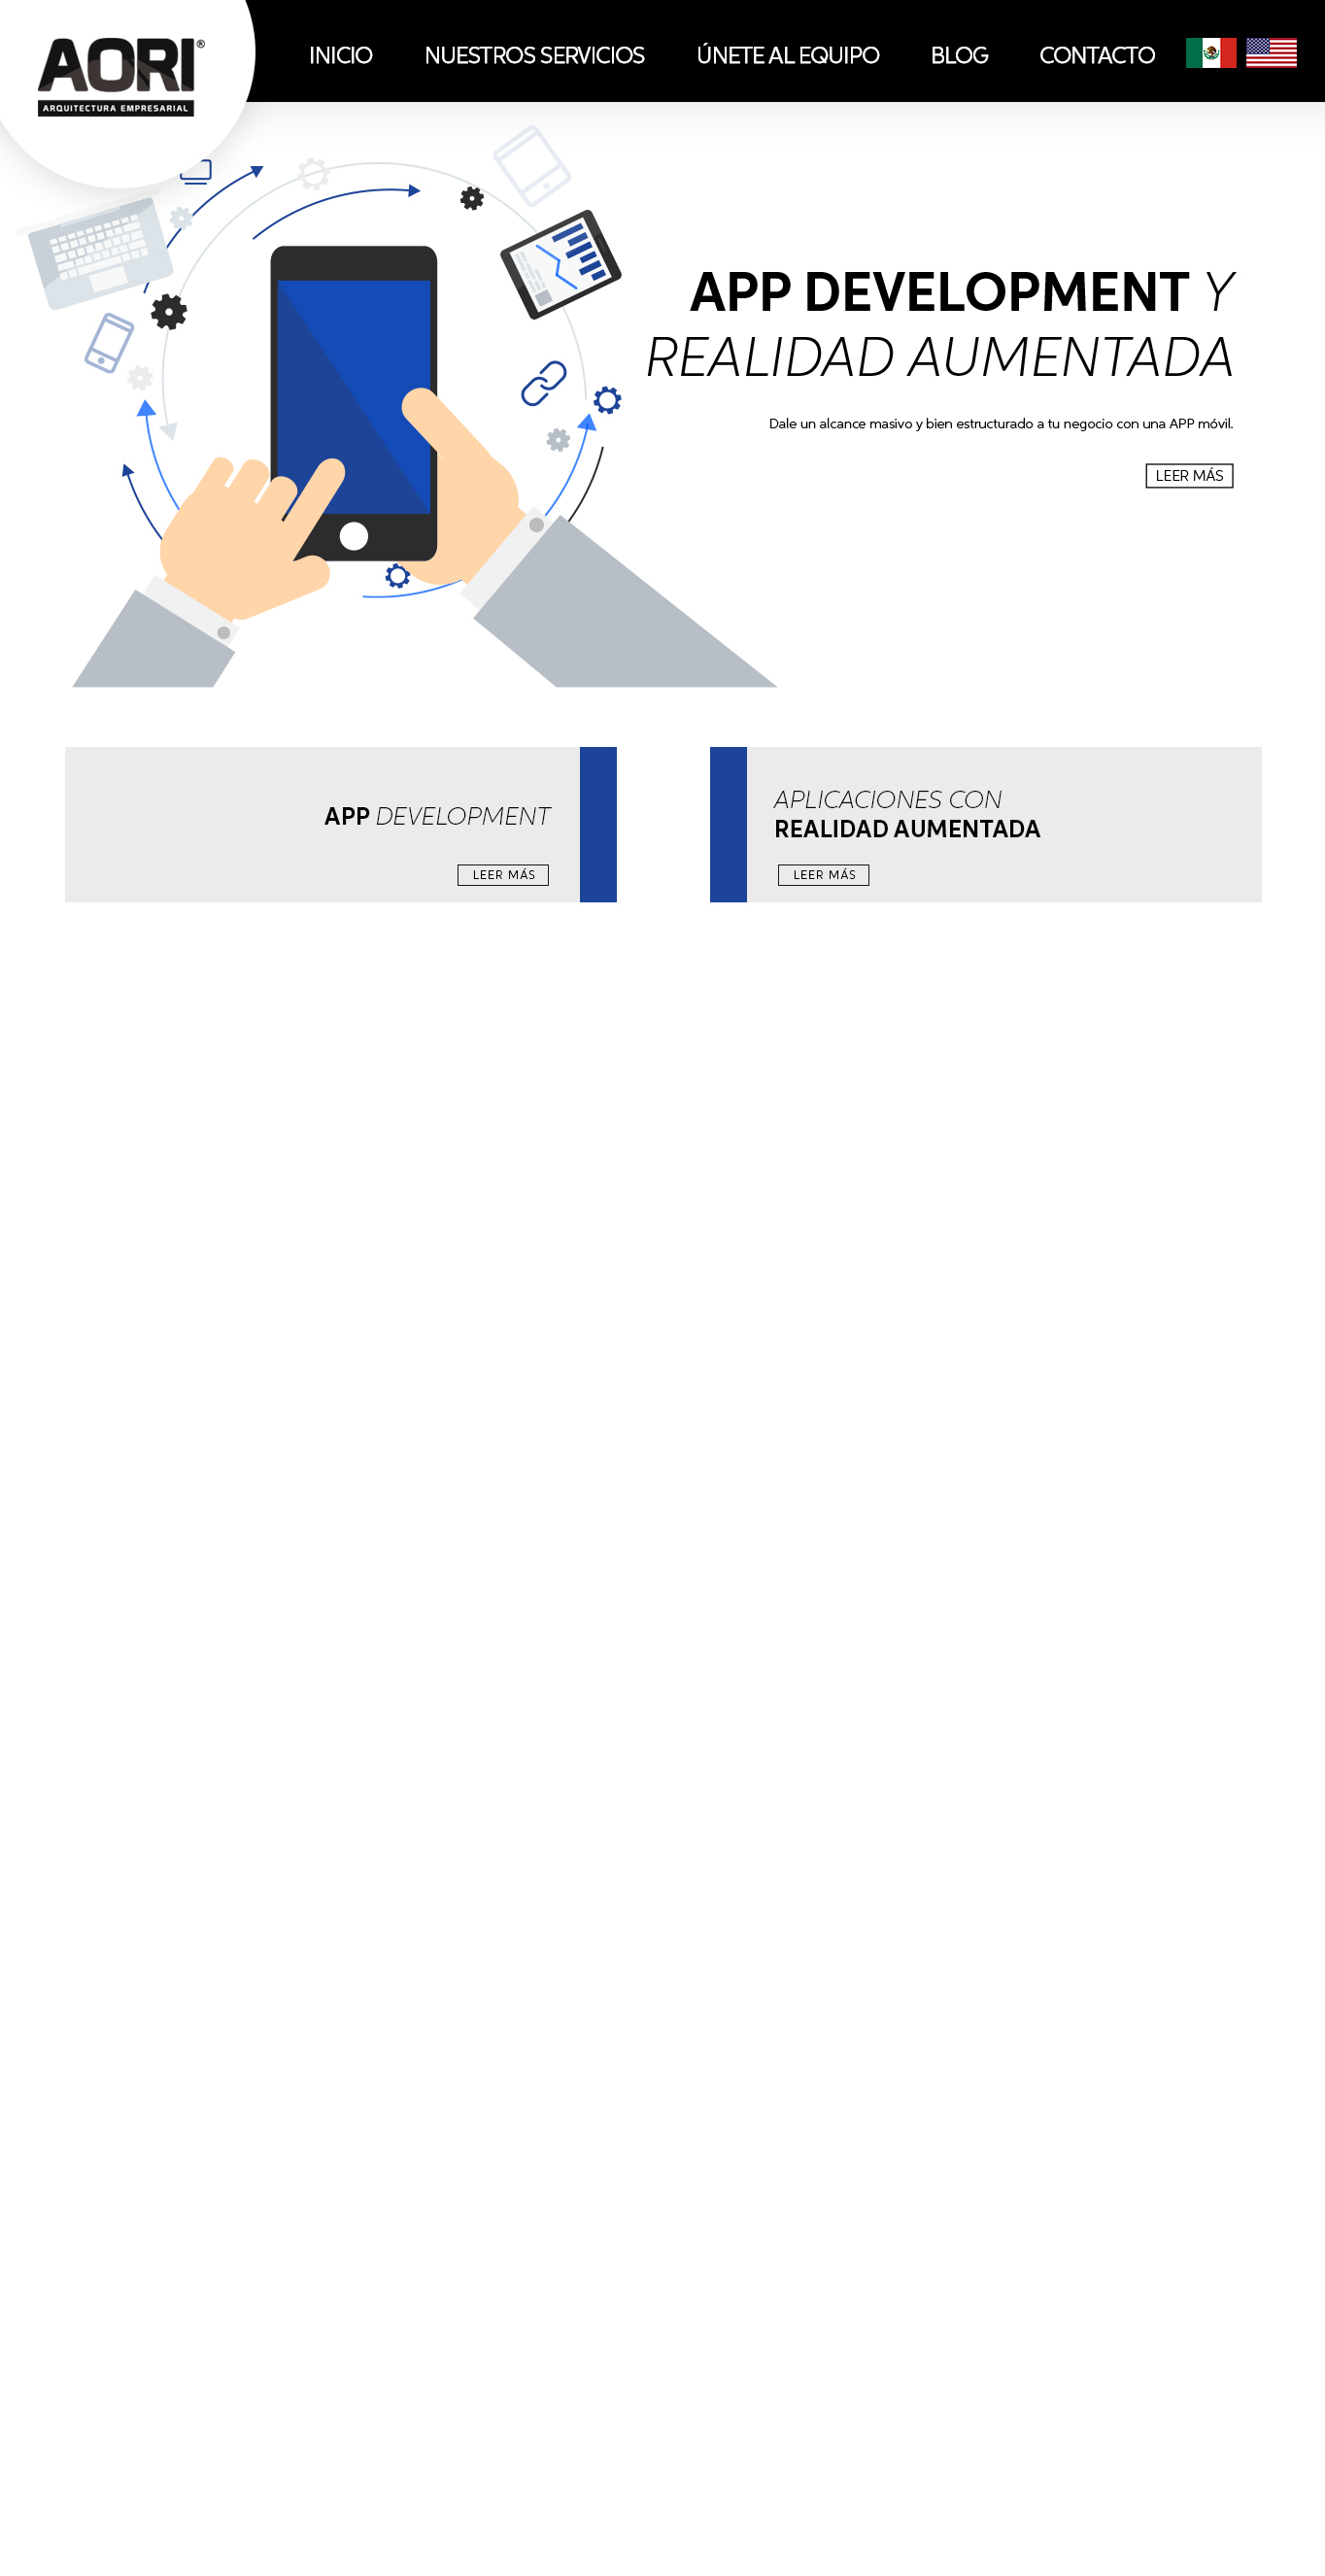 AORI®
ARQUITECTURA EMPRESARIAL
INICIO NUESTROS SERVICIOS ÚNETE AL EQUIPO BLOG CONTACTO
APP DEVELOPMENT Y
REALIDAD AUMENTADA
Dale un alcance masivo y bien estructurado a tu negocio con una APP móvil.
LEER MÁS
APP DEVELOPMENT
LEER MÁS
APLICACIONES CON
REALIDAD AUMENTADA
LEER MÁS